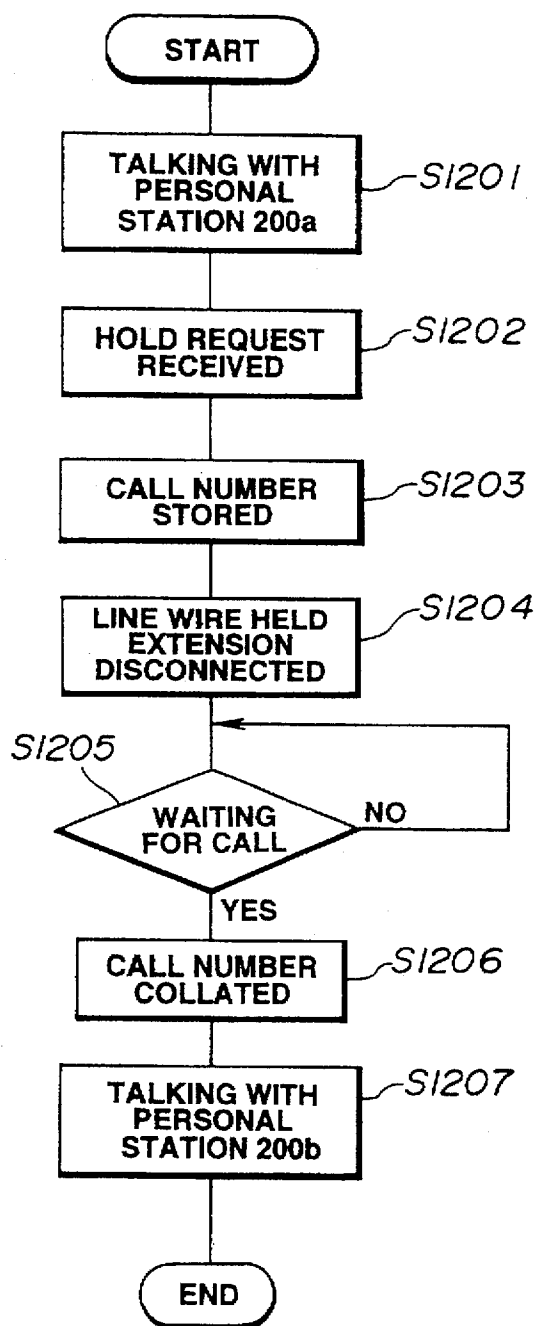 START
TALKING WITH
PERSONAL
STATION 200a
S1201
HOLD REQUEST
RECEIVED
S1202
CALL NUMBER
STORED
S1203
LINE WIRE HELD
EXTENSION
DISCONNECTED
S1204
S1205
WAITING
FOR CALL
NO
YES
CALL NUMBER
COLLATED
S1206
TALKING WITH
PERSONAL
STATION 200b
S1207
END